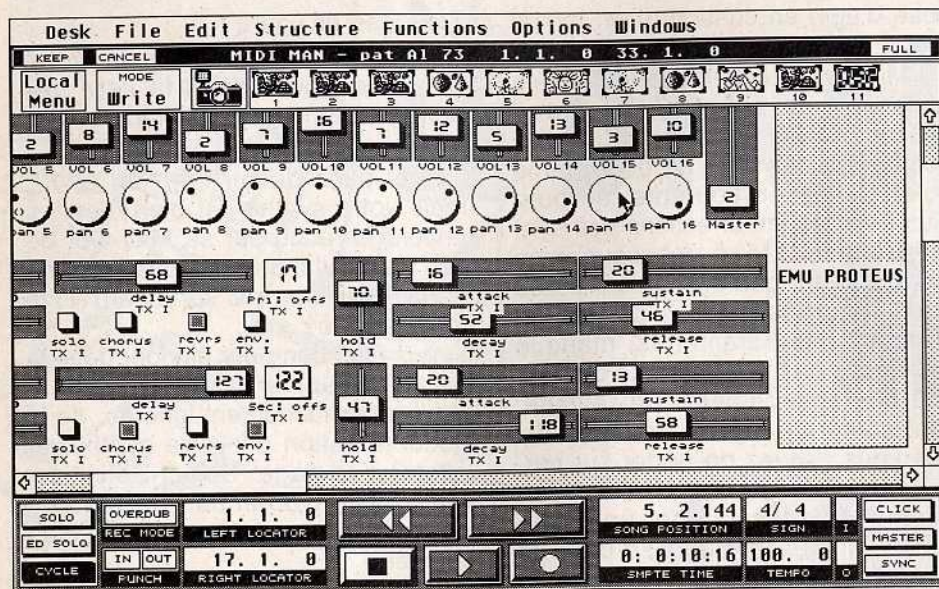 Desk File Edit Structure Functions Options Windows
KEEP CANCEL MIDI MAN - pat A1 73 1. 1. 0 33. 1. 0 FULL
Local Menu MODE Write 1 2 3 4 5 6 7 8 9 10 11
2 8 14 2 7 16 7 12 5 13 3 10
VOL 5 VOL 6 VOL 7 VOL 8 VOL 9 VOL10 VOL11 VOL12 VOL13 VOL14 VOL15 VOL16 2
pan 5 pan 6 pan 7 pan 8 pan 9 pan 10 pan 11 pan 12 pan 13 pan 14 pan 15 pan 16 Master
68 17 70 16 20 EMU PROTEUS
delay TX I Pri: offs TX I attack TX I sustain TX I
52 46
solo TX I chorus TX I revrs TX I env. TX I hold TX I decay TX I release TX I
127 122 47 20 13
delay TX I Sec: offs TX I attack sustain
118 58
solo TX I chorus TX I revrs TX I env. TX I hold TX I decay TX I release TX I
SOLO OVERDUB 1. 1. 0 5. 2.144 4/ 4 CLICK
REC MODE LEFT LOCATOR SONG POSITION SIGN. I
ED SOLO MASTER
CYCLE IN OUT 17. 1. 0 0: 0:10:16 100. 0 SYNC
PUNCH RIGHT LOCATOR SMPTE TIME TEMPO O